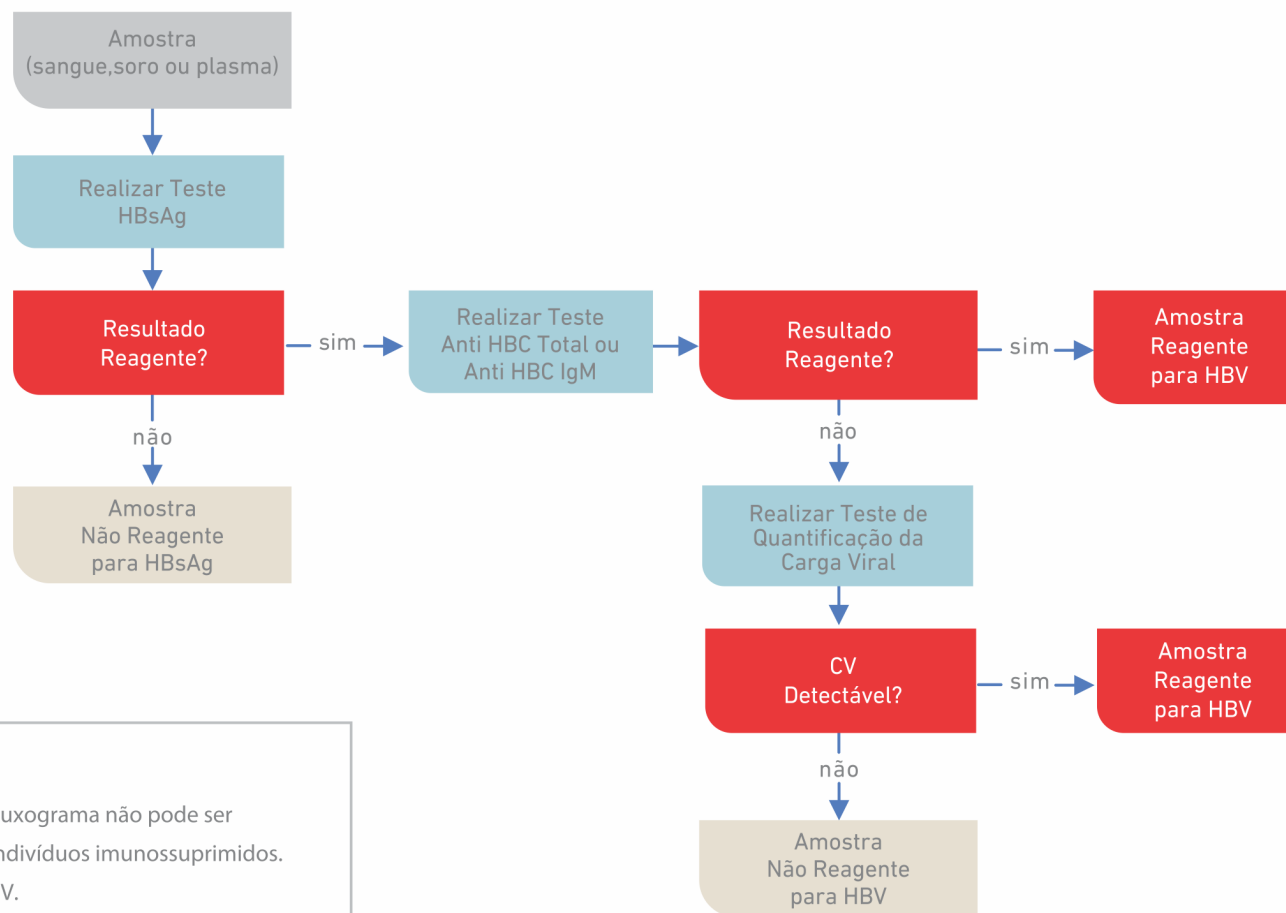 Amostra
(sangue,soro ou plasma)
Realizar Teste
HBsAg
Resultado
Reagente?
sim
Realizar Teste
Anti HBC Total ou
Anti HBC IgM
Resultado
Reagente?
sim
Amostra
Reagente
para HBV
não
Amostra
Não Reagente
para HBsAg
não
Realizar Teste de
Quantificação da
Carga Viral
CV
Detectável?
sim
Amostra
Reagente
para HBV
não
Amostra
Não Reagente
para HBV
não pode ser
imunossuprimidos.